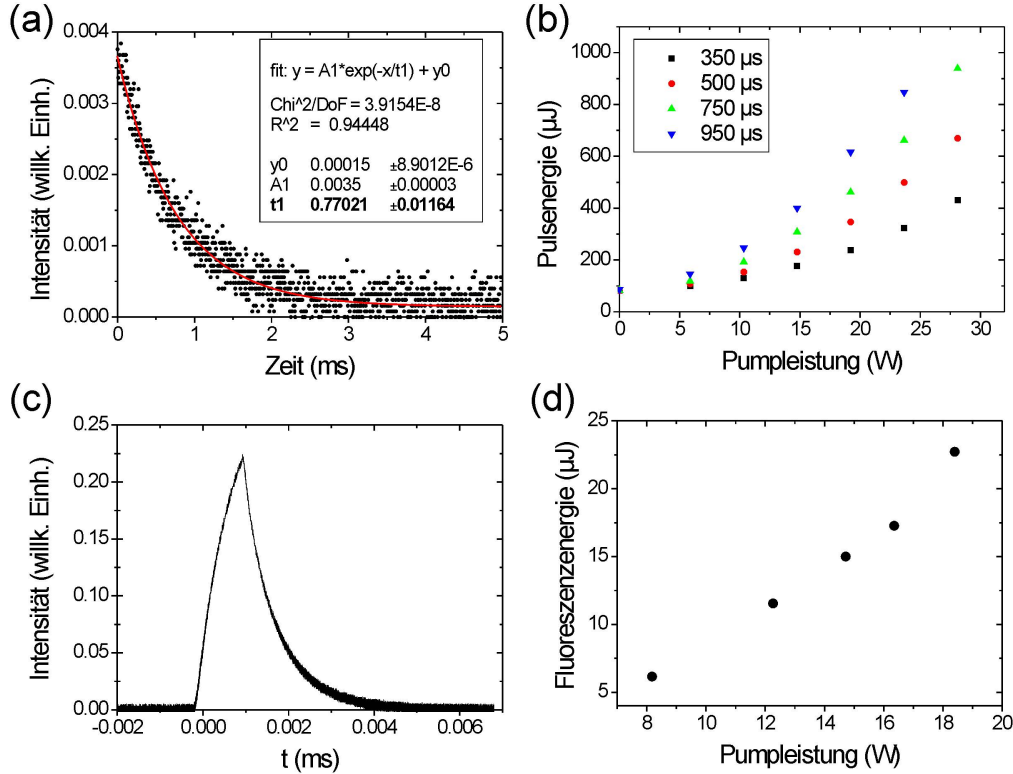 (a)
0.004
0.003
0.002
0.001
0.000
0 1 2 3 4 5
Intensität (willk. Einh.)
Zeit (ms)
fit: y = A1*exp(-x/t1) + y0
Chi^2/DoF = 3.9154E-8
R^2 = 0.94448
y0 0.00015 ±8.9012E-6
A1 0.0035 ±0.00003
t1 0.77021 ±0.01164
(b)
1000
800
600
400
200
0
0 5 10 15 20 25 30
Pulsenergie (µJ)
Pumpleistung (W)
350 µs
500 µs
750 µs
950 µs
(c)
0.25
0.20
0.15
0.10
0.05
0.00
-0.002 0.000 0.002 0.004 0.006
Intensität (willk. Einh.)
t (ms)
(d)
25
20
15
10
5
8 10 12 14 16 18 20
Fluoreszenzenergie (µJ)
Pumpleistung (W)